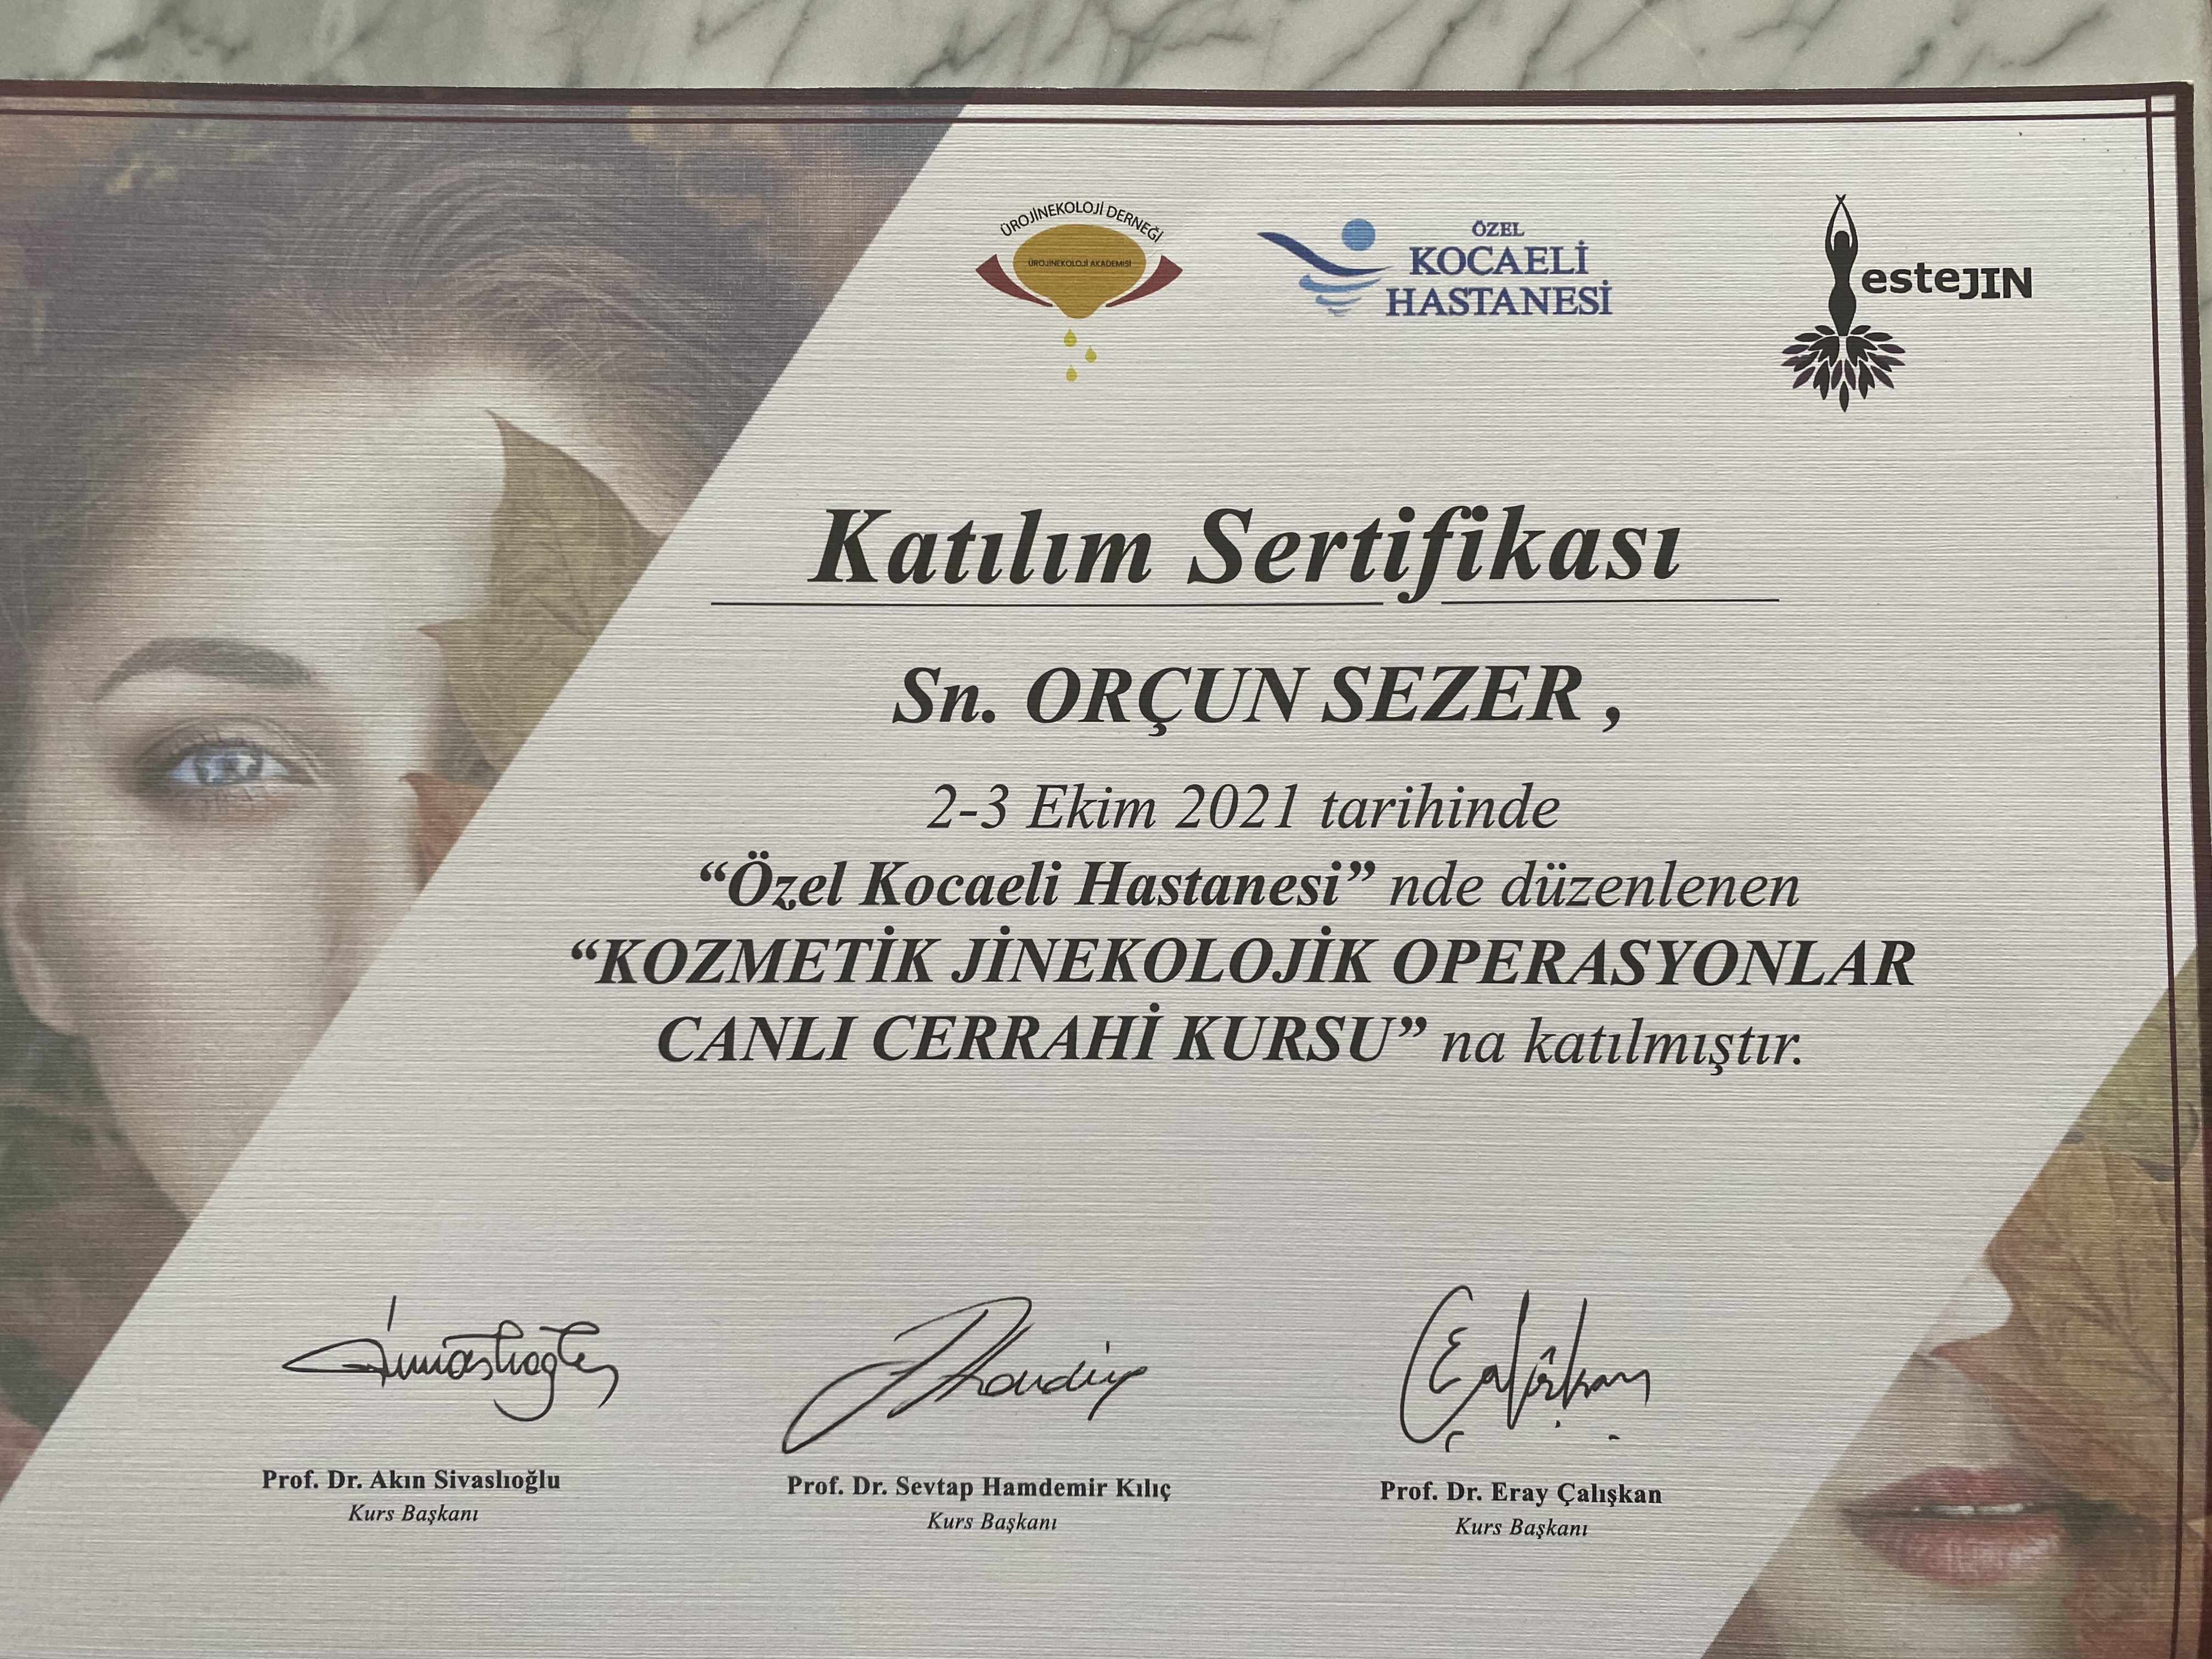 ÜROJİNEKOLOJİ DERNEĞİ
ÜROJİNEKOLOJİ AKADEMİSİ
ÖZEL
KOCAELİ
HASTANESİ
esteJIN
Katılım Sertifikası
Sn. ORÇUN SEZER ,
2-3 Ekim 2021 tarihinde
“Özel Kocaeli Hastanesi” nde düzenlenen
“KOZMETİK JİNEKOLOJİK OPERASYONLAR
CANLI CERRAHİ KURSU” na katılmıştır.
Prof. Dr. Akın Sivaslıoğlu
Kurs Başkanı
Prof. Dr. Sevtap Hamdemir Kılıç
Kurs Başkanı
Prof. Dr. Eray Çalışkan
Kurs Başkanı